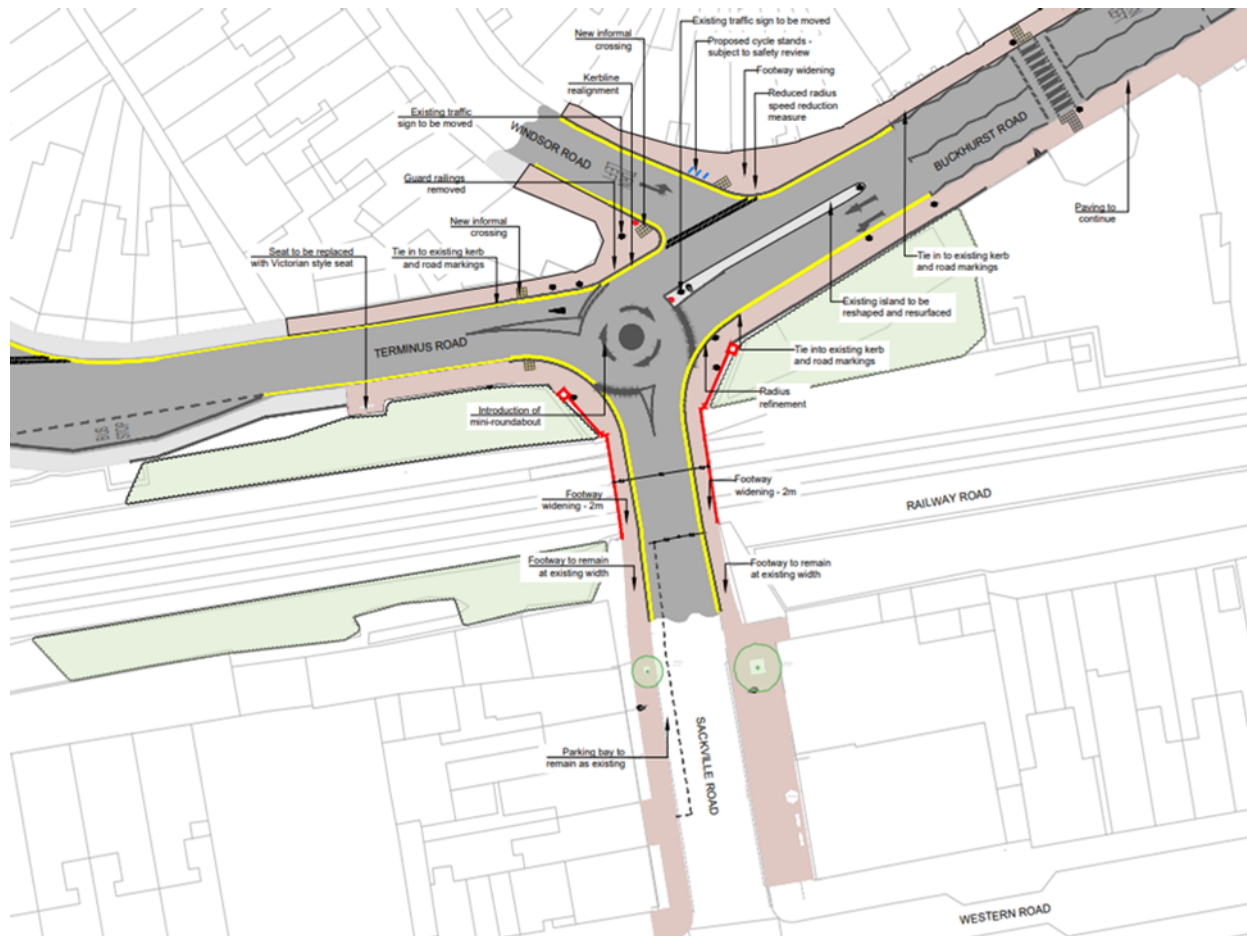 Existing traffic sign to be moved
New informal
crossing
Proposed cycle stands -
subject to safety review
Footway widening
Kerbline
realignment
Reduced radius
speed reduction
measure
Existing traffic
sign to be moved
WINDSOR ROAD
BUCKHURST ROAD
Guard railings
removed
Paving to
continue
New informal
crossing
Seat to be replaced
with Victorian style seat
Tie in to existing kerb
and road markings
Tie in to existing kerb
and road markings
Existing island to be
reshaped and resurfaced
TERMINUS ROAD
Tie into existing kerb
and road markings
Radius
refinement
Introduction of
mini-roundabout
BUS
STOP
Footway
widening - 2m
Footway
widening - 2m
RAILWAY ROAD
Footway to remain
at existing width
Footway to remain
at existing width
Parking bay to
remain as existing
SACKVILLE ROAD
WESTERN ROAD